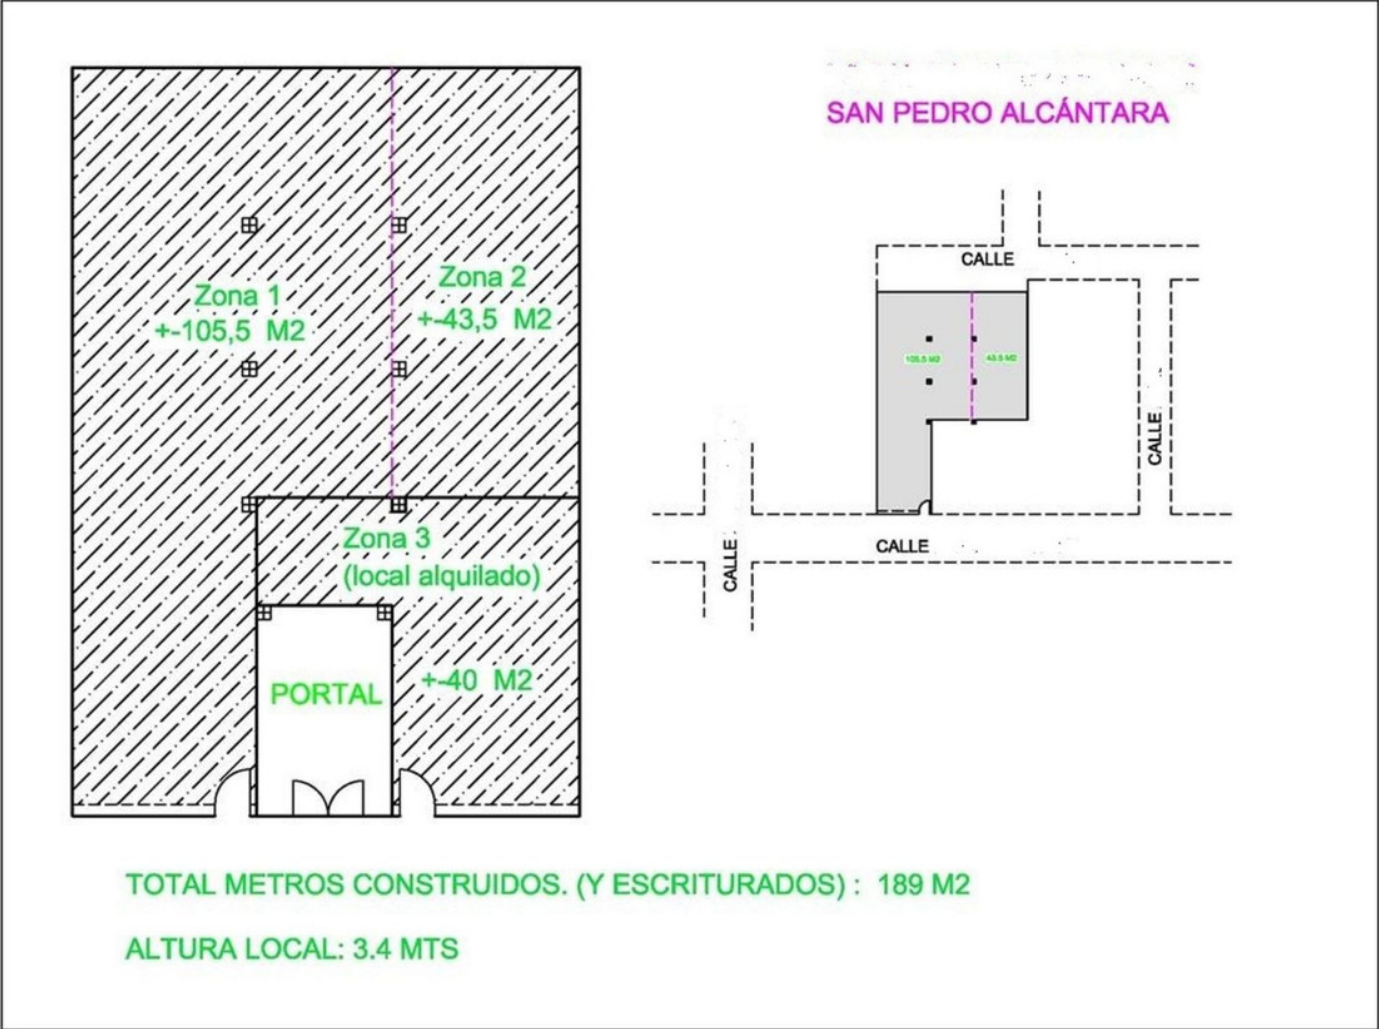 SAN PEDRO ALCÁNTARA
Zona 1
+-105,5 M2
Zona 2
+-43,5 M2
Zona 3
(local alquilado)
+-40 M2
PORTAL
CALLE
105.5 M2
43.5 M2
CALLE
CALLE
CALLE
TOTAL METROS CONSTRUIDOS. (Y ESCRITURADOS) : 189 M2
ALTURA LOCAL: 3.4 MTS